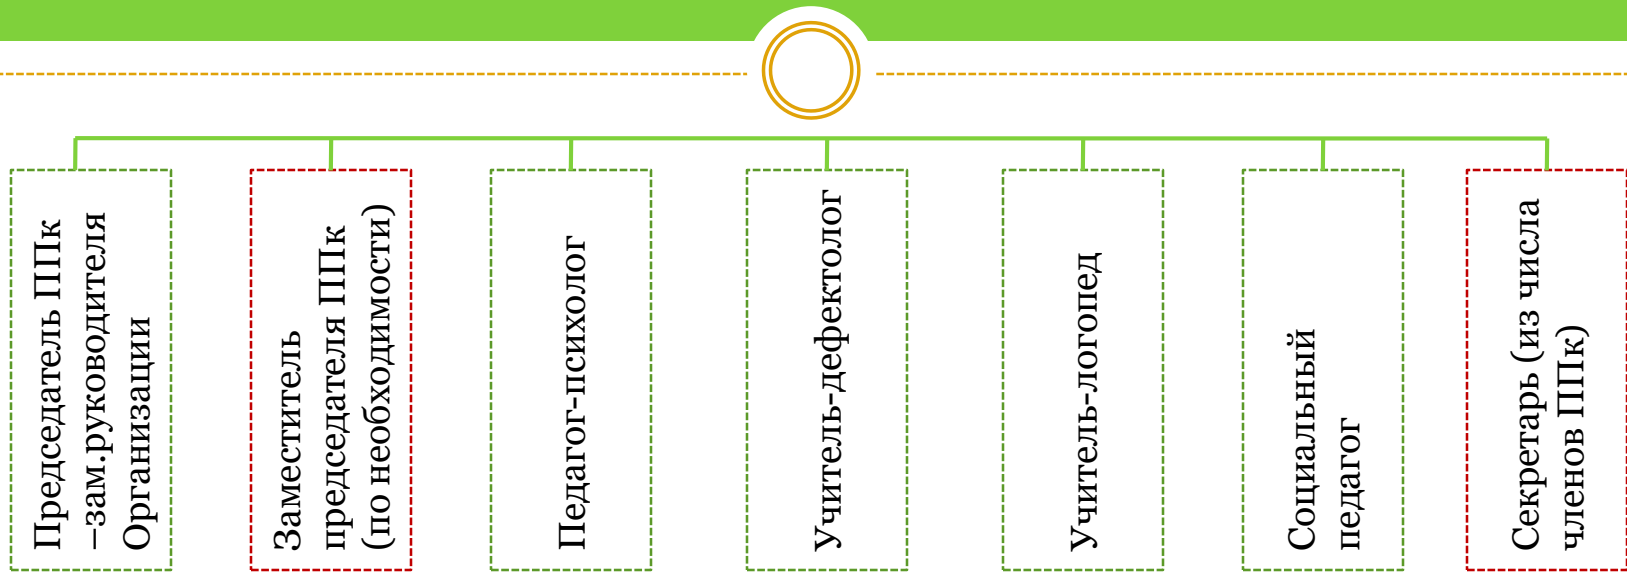 Председатель ППк
–зам.руководителя
Организации
Заместитель
председателя ППк
(по необходимости)
Педагог-психолог
Учитель-дефектолог
Учитель-логопед
Социальный
педагог
Секретарь (из числа
членов ППк)